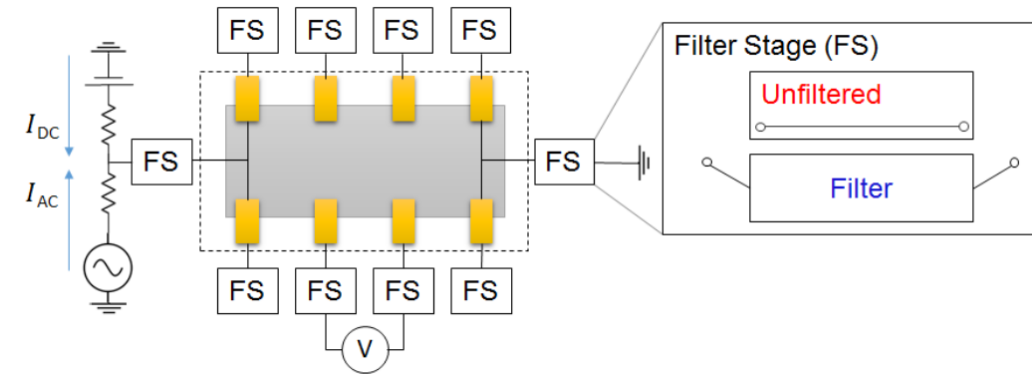 FS FS FS FS
Filter Stage (FS)
Unfiltered
I_DC
FS
FS
I_AC
Filter
FS FS FS FS
V